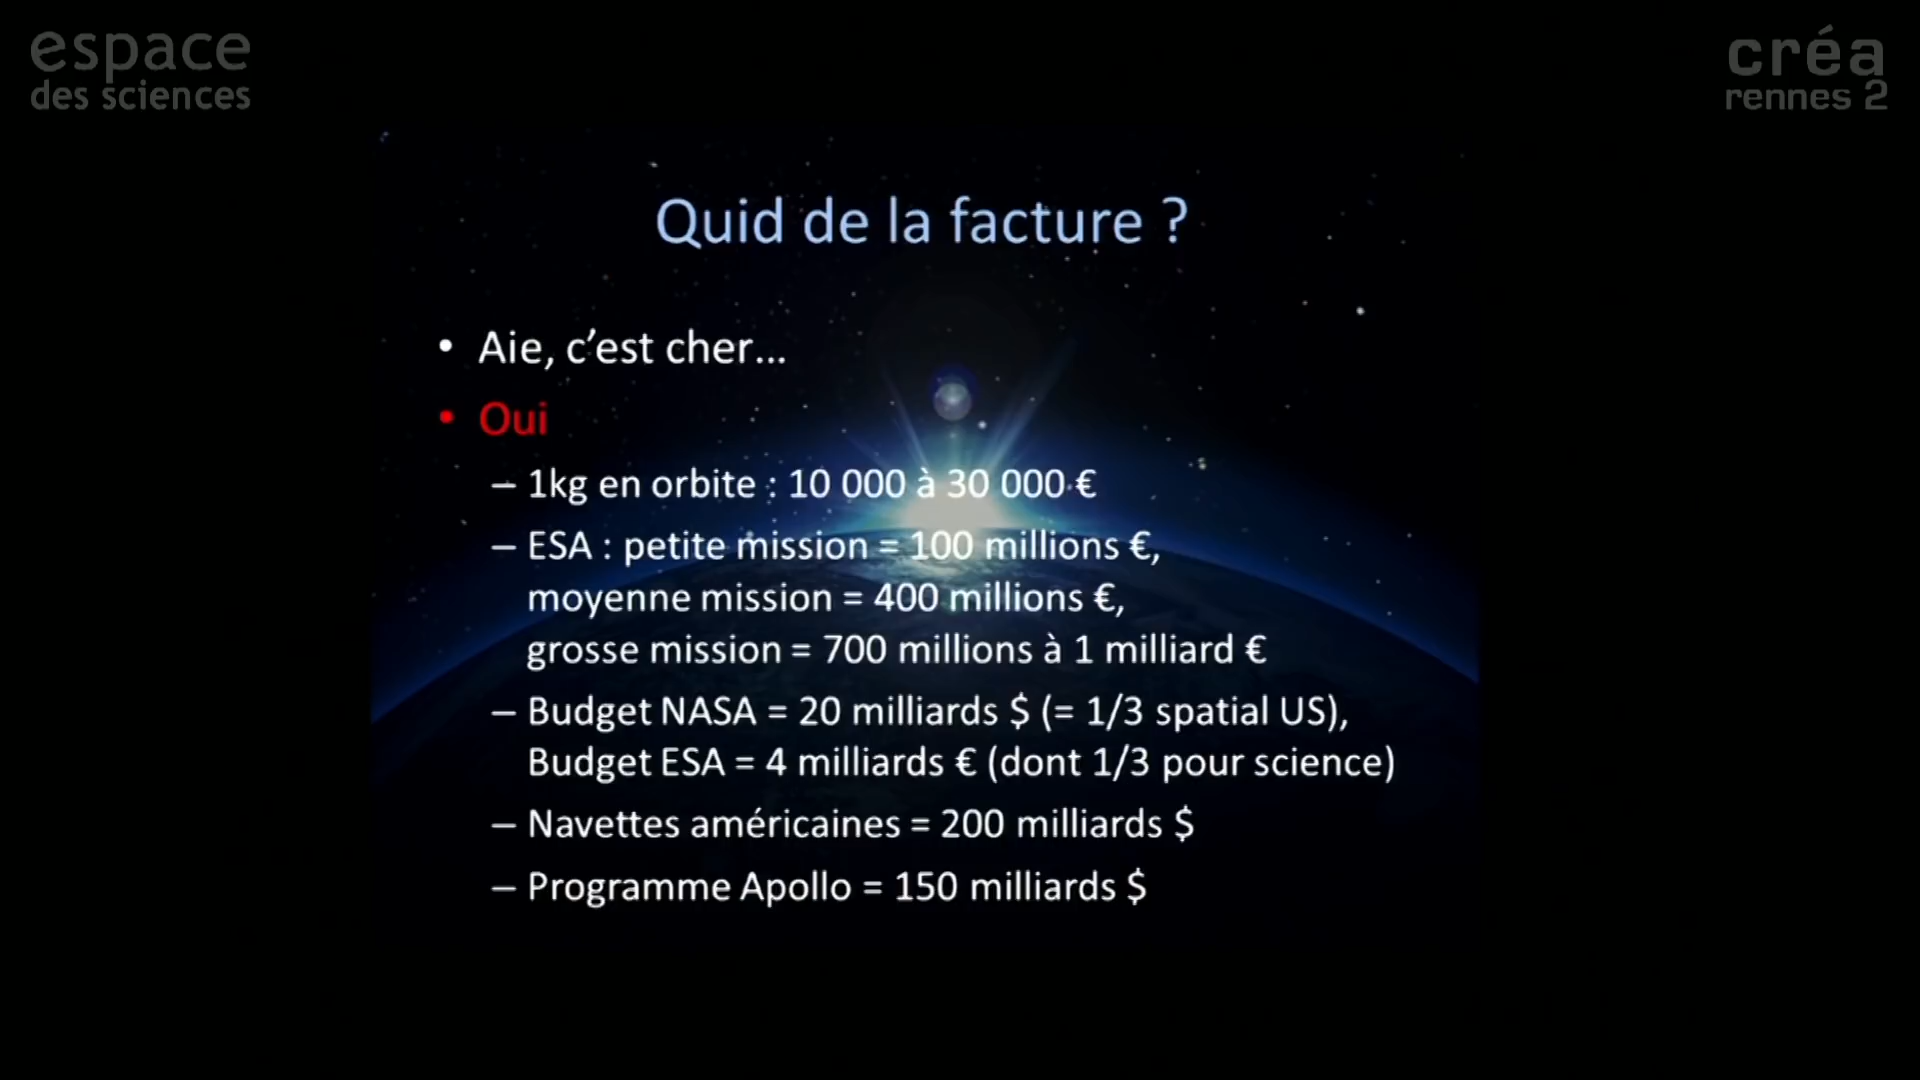 espace
des sciences
créa
rennes 2
Quid de la facture ?
• Aie, c’est cher...
• Oui
– 1kg en orbite : 10 000 à 30 000 €
– ESA : petite mission = 100 millions €,
moyenne mission = 400 millions €,
grosse mission = 700 millions à 1 milliard €
– Budget NASA = 20 milliards $ (= 1/3 spatial US),
Budget ESA = 4 milliards € (dont 1/3 pour science)
– Navettes américaines = 200 milliards $
– Programme Apollo = 150 milliards $